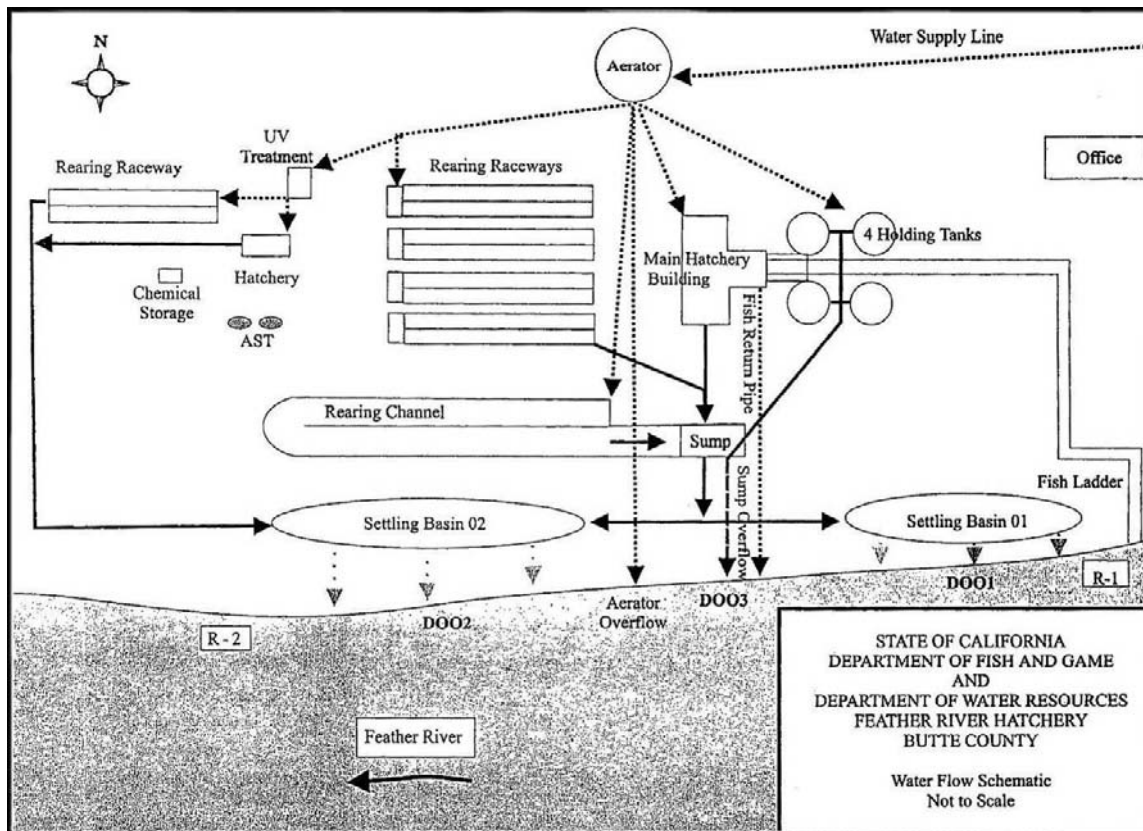 N
Aerator
Water Supply Line
UV
Treatment
Rearing Raceway
Rearing Raceways
Office
4 Holding Tanks
Main Hatchery
Building
Hatchery
Chemical
Storage
AST
Fish Return Pipe
Rearing Channel
Sump
Sump Overflow
Fish Ladder
Settling Basin 02
Settling Basin 01
R-1
DOO1
DOO3
DOO2
Aerator
Overflow
R - 2
Feather River
STATE OF CALIFORNIA
DEPARTMENT OF FISH AND GAME
AND
DEPARTMENT OF WATER RESOURCES
FEATHER RIVER HATCHERY
BUTTE COUNTY
Water Flow Schematic
Not to Scale